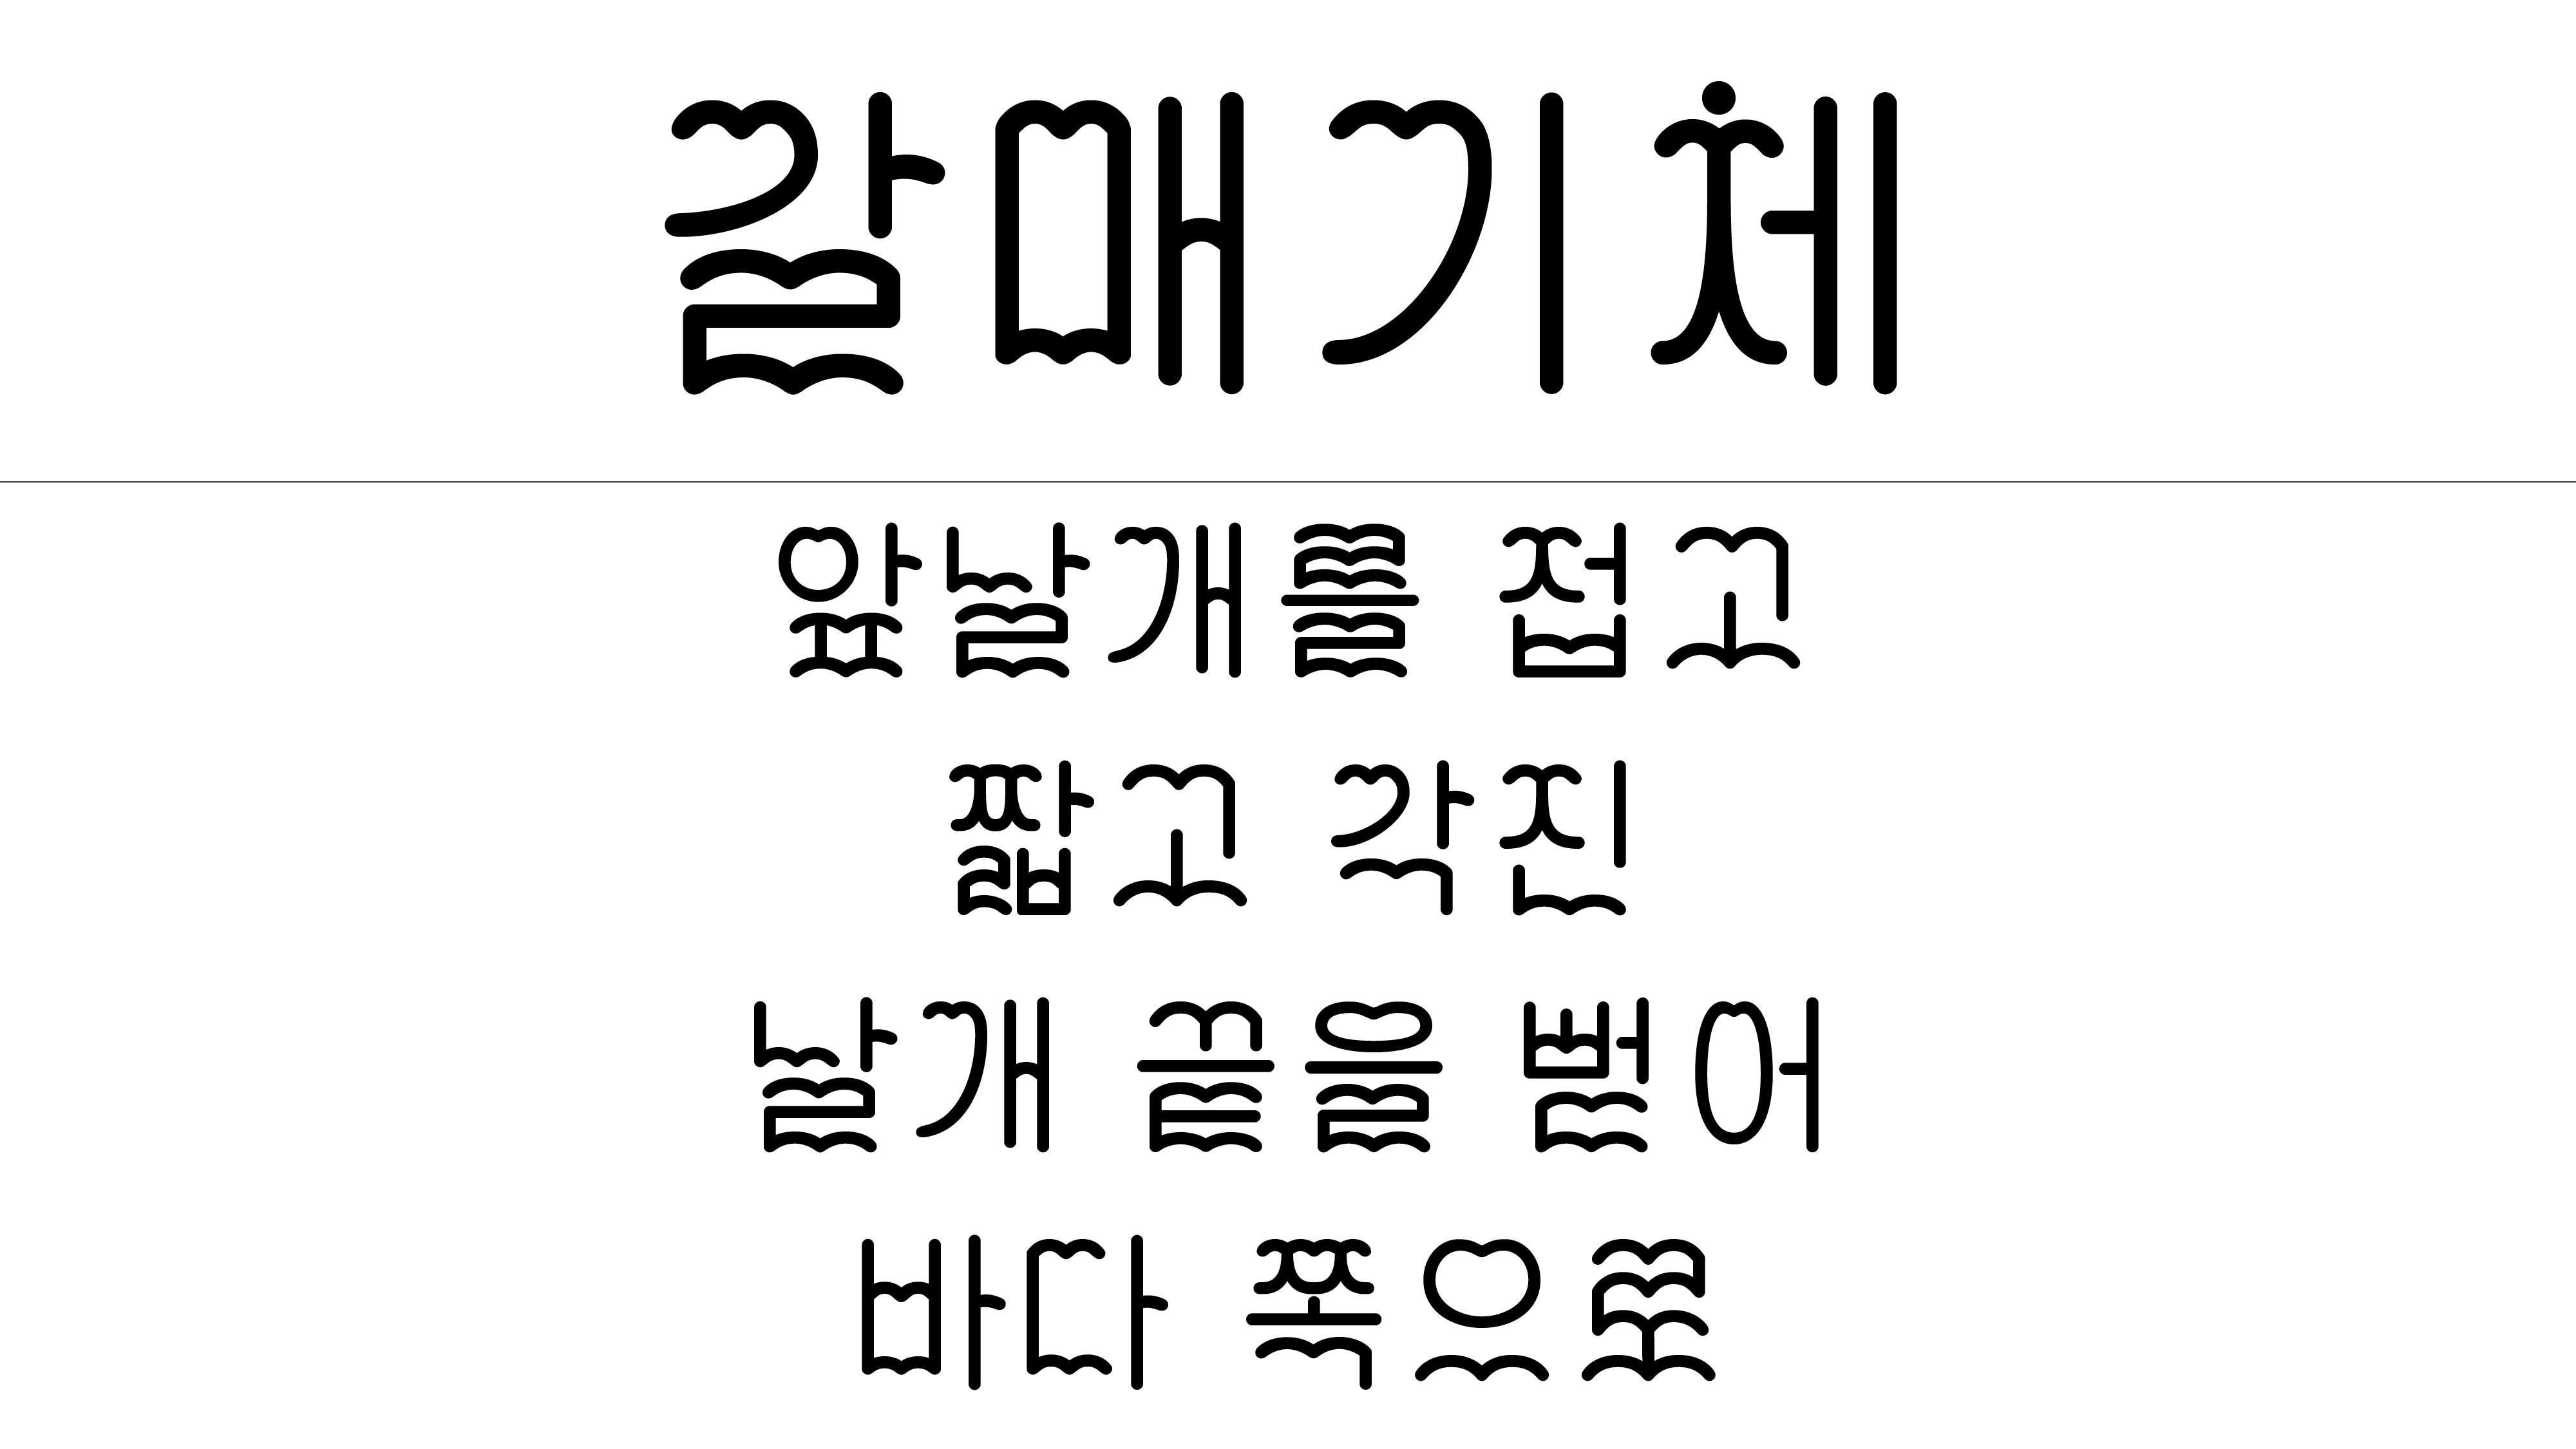 갈매기체
앞날개를 접고
짧고 각진
날개 끝을 뻗어
바다 쪽으로